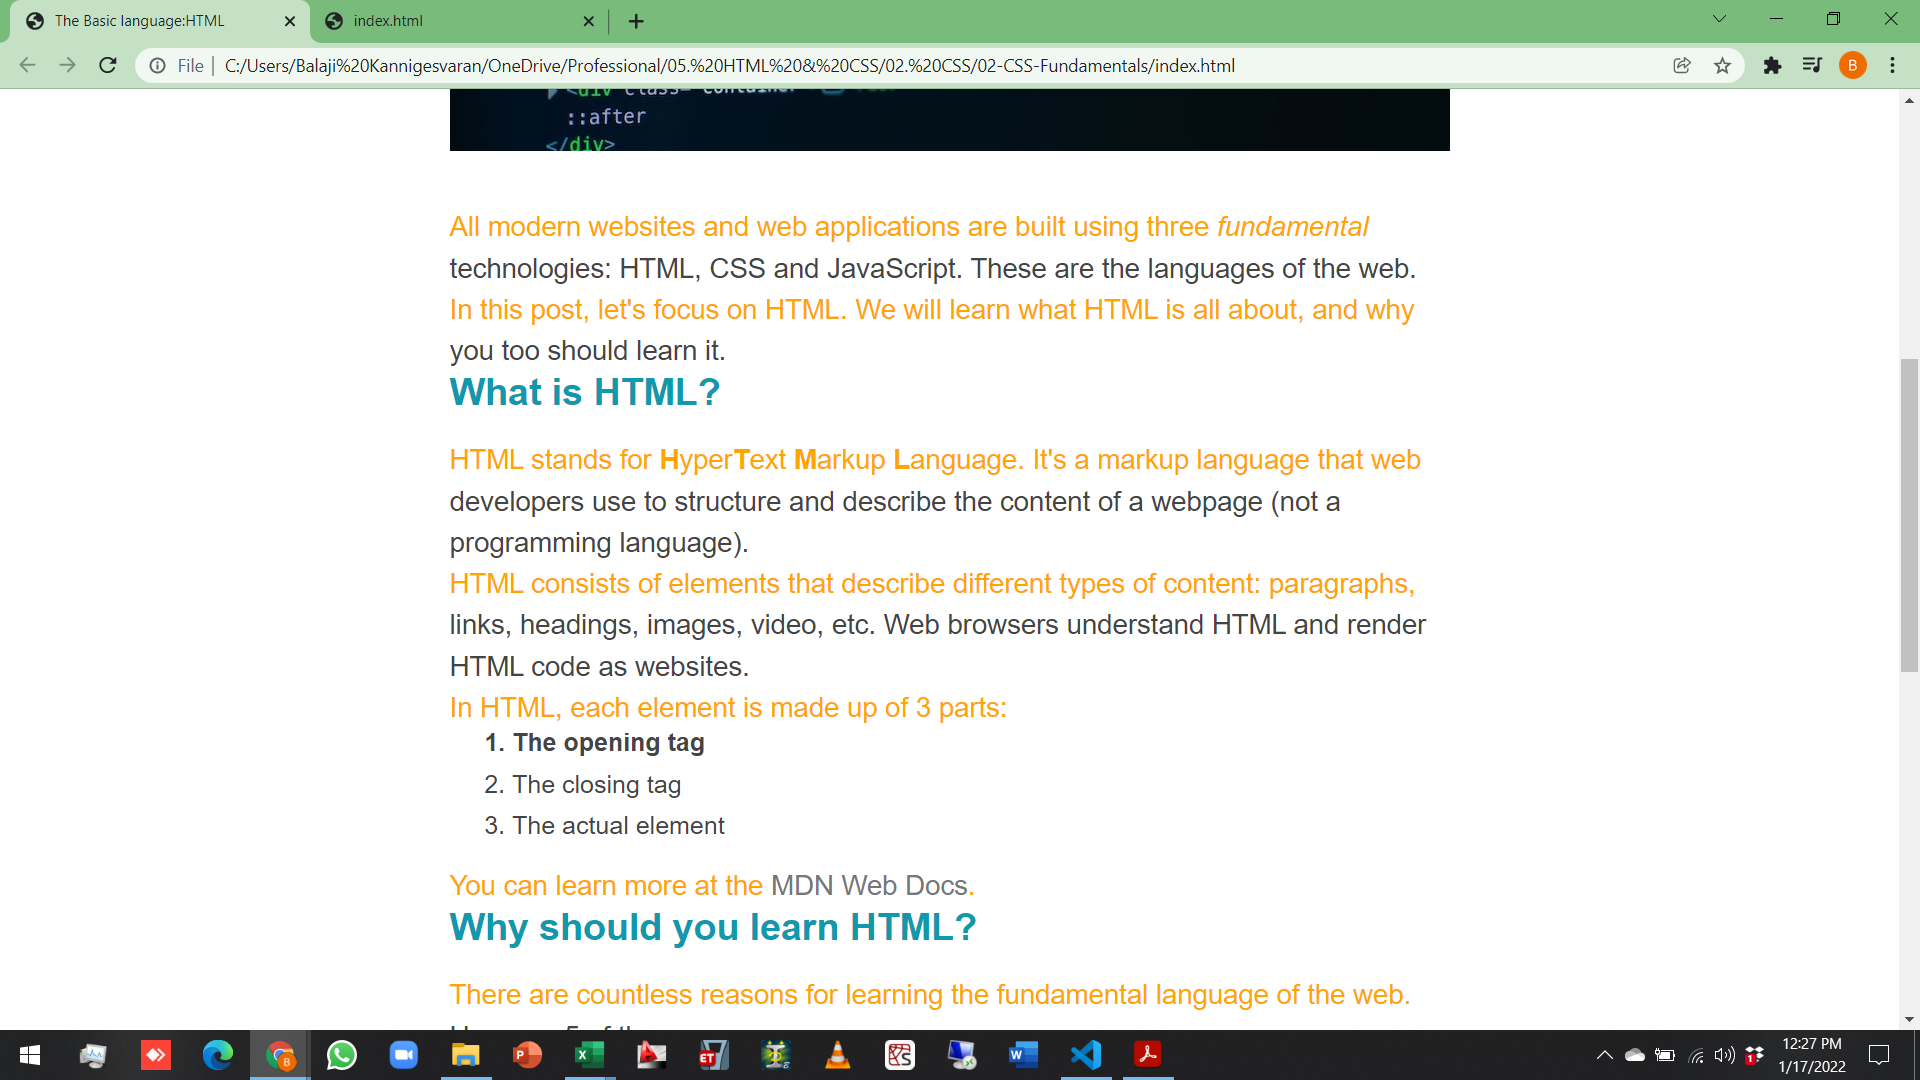 The Basic language:HTML
index.html
File
C:/Users/Balaji%20Kannigesvaran/OneDrive/Professional/05.%20HTML%20&%20CSS/02.%20CSS/02-CSS-Fundamentals/index.html
B
<div class="container
::after
</div>
All modern websites and web applications are built using three fundamental
technologies: HTML, CSS and JavaScript. These are the languages of the web.
In this post, let's focus on HTML. We will learn what HTML is all about, and why
you too should learn it.
What is HTML?
HTML stands for HyperText Markup Language. It's a markup language that web
developers use to structure and describe the content of a webpage (not a
programming language).
HTML consists of elements that describe different types of content: paragraphs,
links, headings, images, video, etc. Web browsers understand HTML and render
HTML code as websites.
In HTML, each element is made up of 3 parts:
1. The opening tag
2. The closing tag
3. The actual element
You can learn more at the MDN Web Docs.
Why should you learn HTML?
There are countless reasons for learning the fundamental language of the web.
12:27 PM
1/17/2022